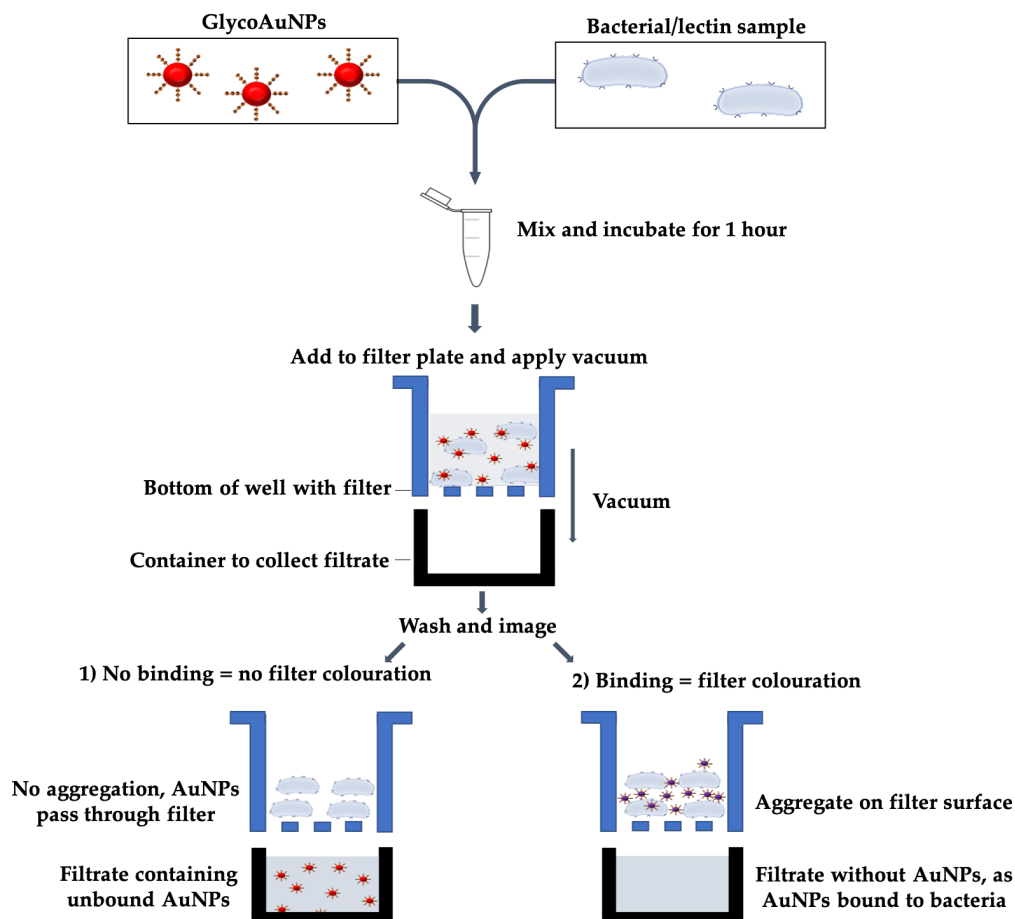 GlycoAuNPs
Bacterial/lectin sample
Mix and incubate for 1 hour
Add to filter plate and apply vacuum
Bottom of well with filter
Vacuum
Container to collect filtrate
Wash and image
1) No binding = no filter colouration
2) Binding = filter colouration
No aggregation, AuNPs
pass through filter
Aggregate on filter surface
Filtrate containing
unbound AuNPs
Filtrate without AuNPs, as
AuNPs bound to bacteria